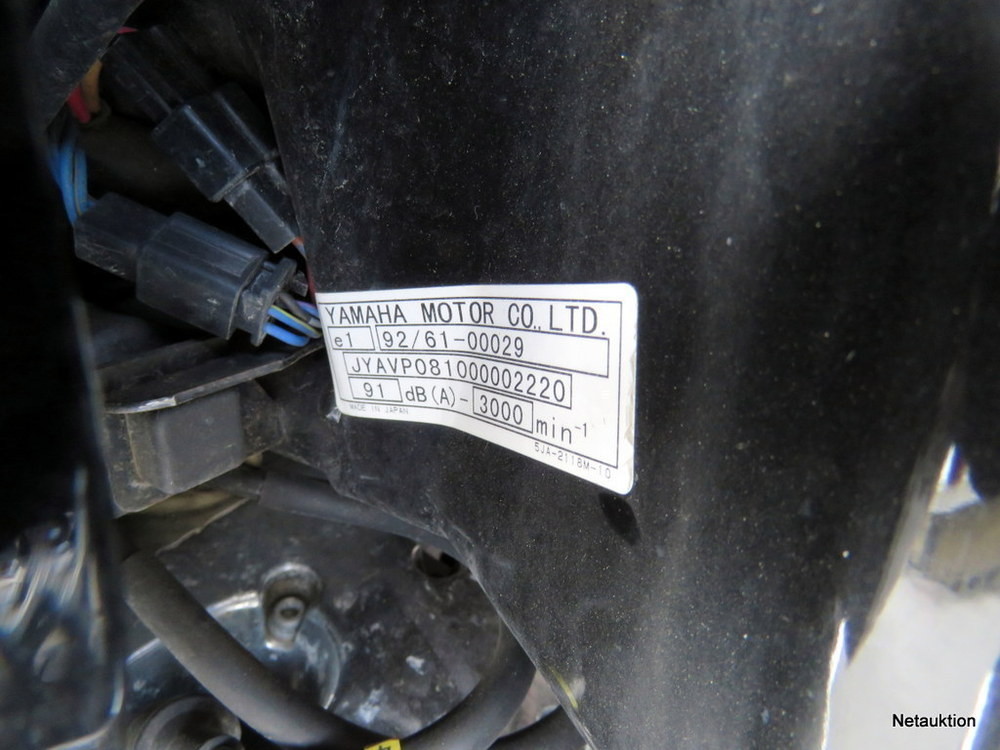 YAMAHA MOTOR CO., LTD.
e1 92/61-00029
JYAVP081000002220
91 dB(A)-3000 min⁻¹
MADE IN JAPAN
5JA-2118M-10
Netauktion